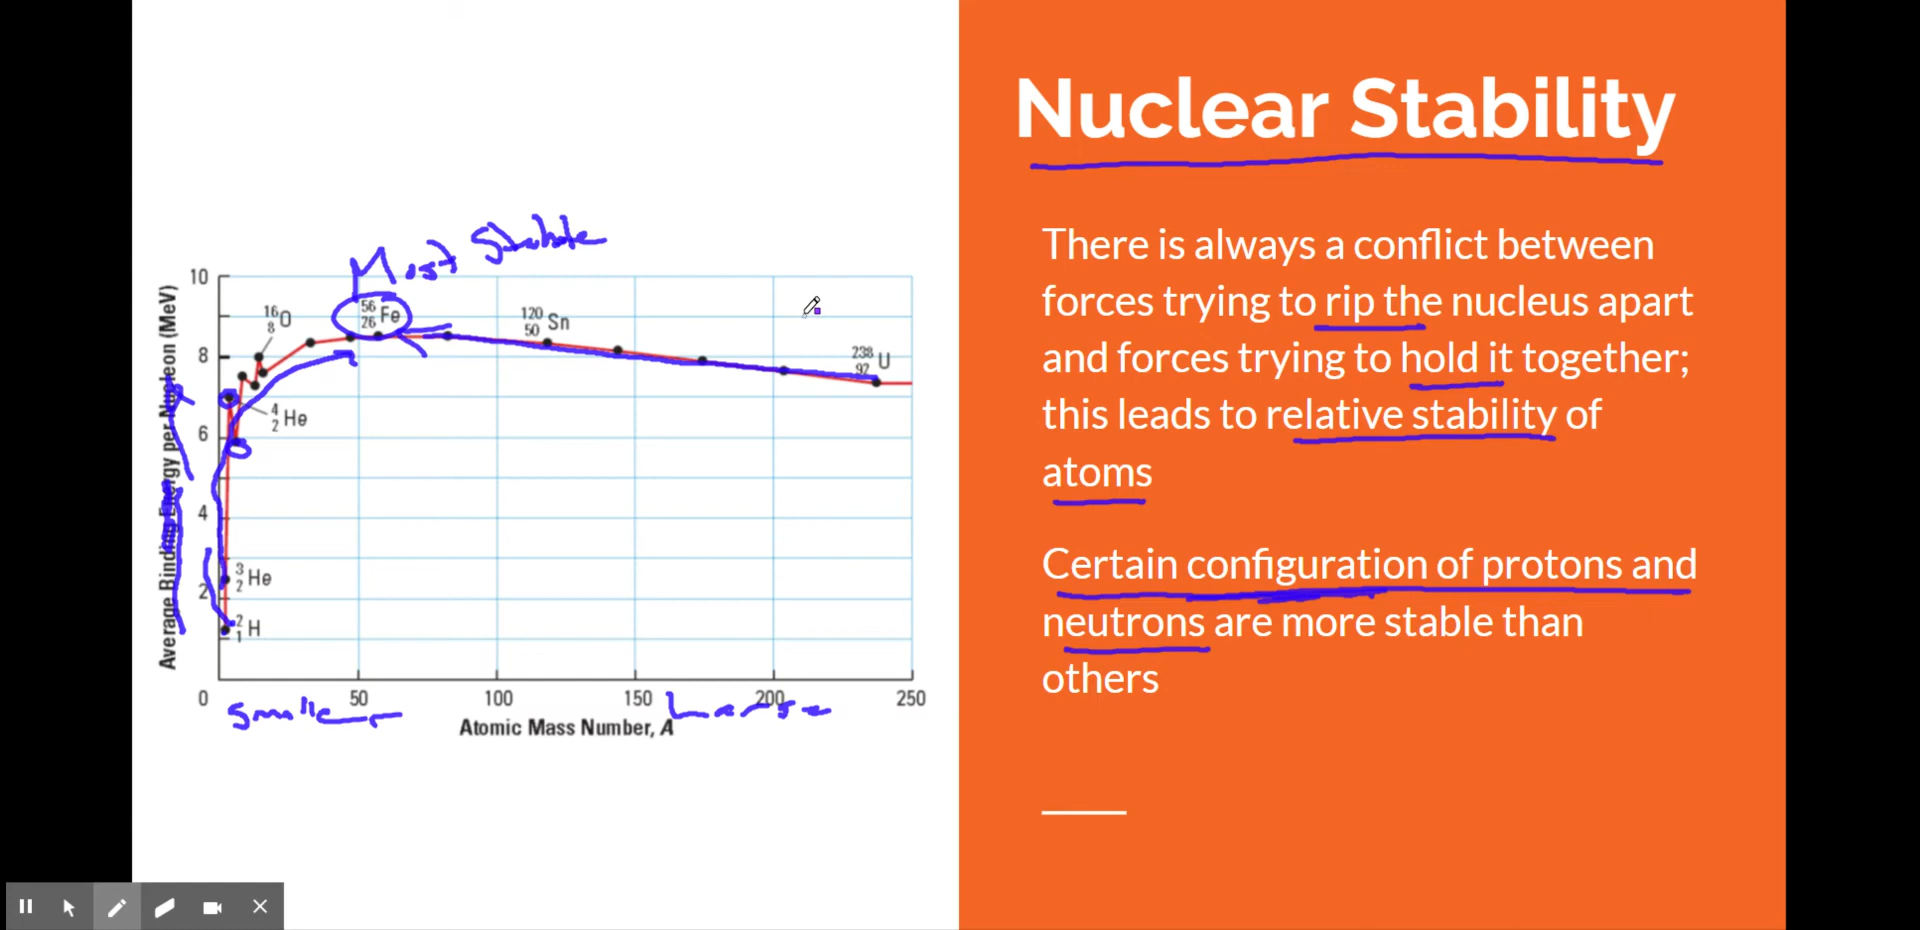 Nuclear Stability
There is always a conflict between
forces trying to rip the nucleus apart
and forces trying to hold it together;
this leads to relative stability of
atoms
Certain configuration of protons and
neutrons are more stable than
others
Most Stable
Average Binding Energy per Nucleon (MeV)
10
8
6
4
2
0
16 8 O
56 26 Fe
120 50 Sn
238 92 U
4 2 He
3 2 He
2 1 H
50
100
150
200
250
Smaller
Large
Atomic Mass Number, A